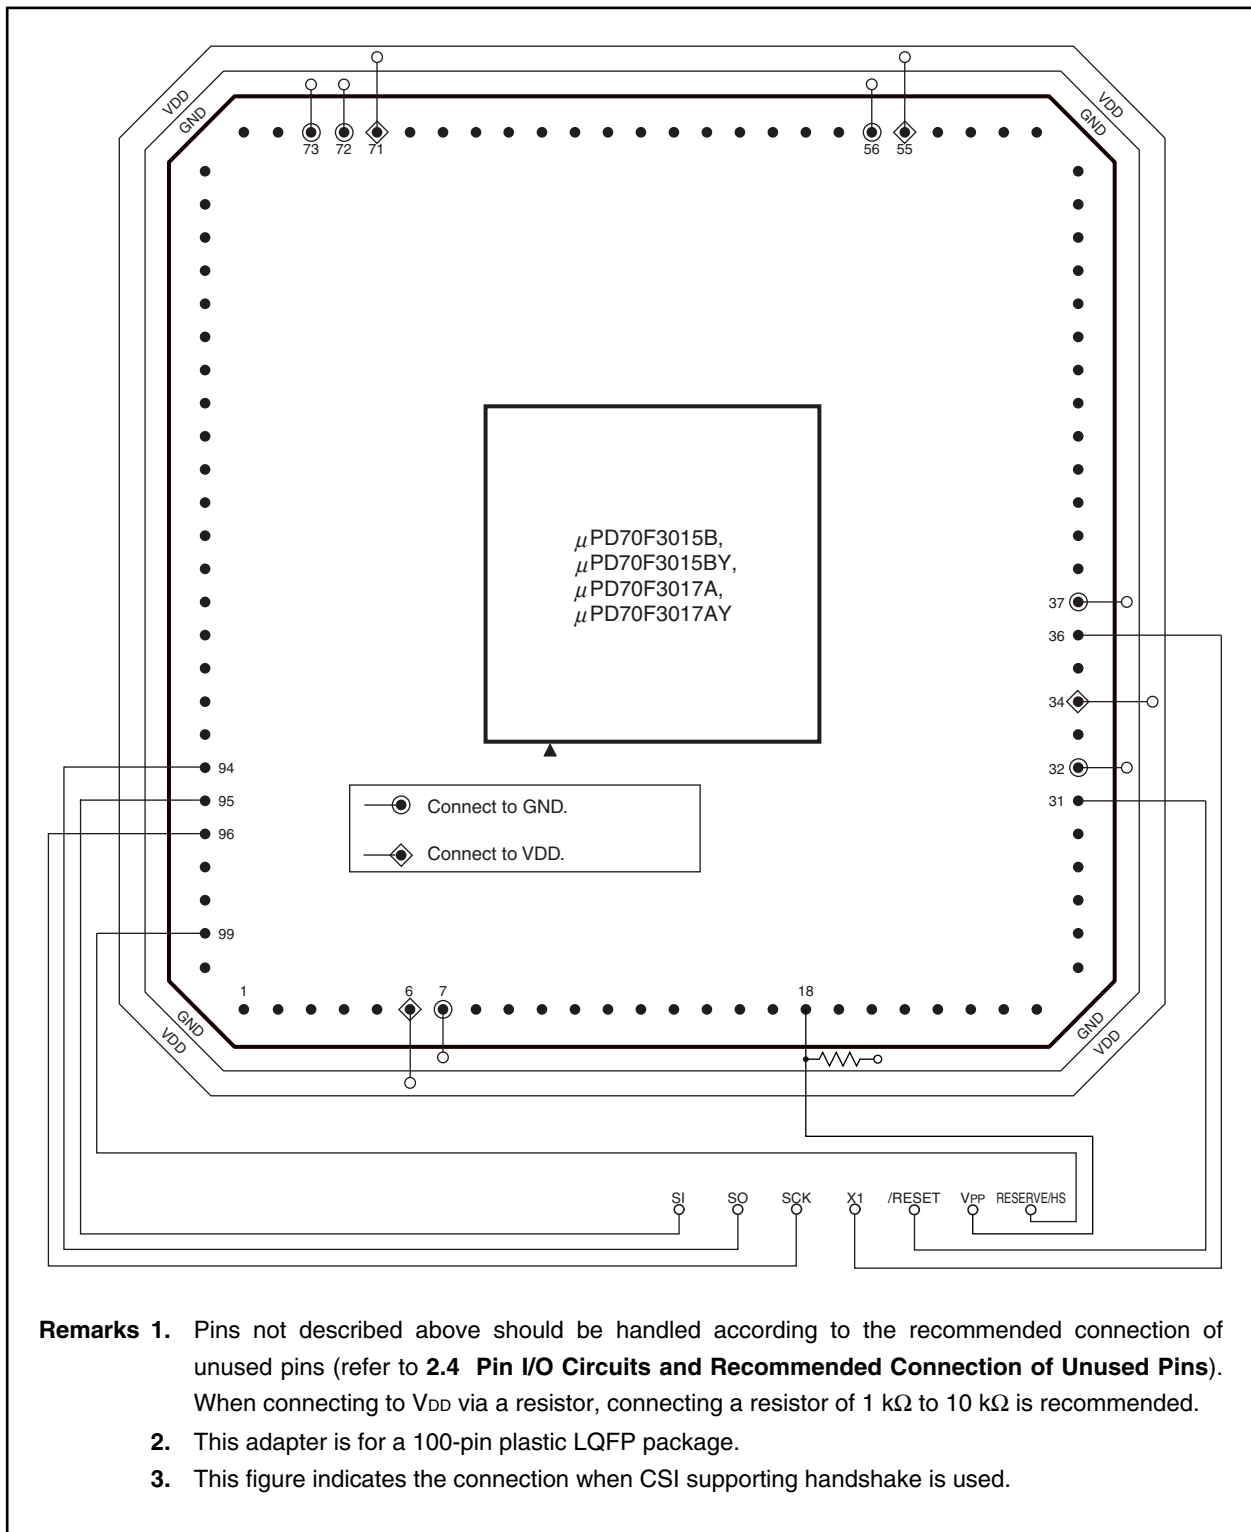 VDD
GND
VDD
GND
73 72 71 56 55
μPD70F3015B,
μPD70F3015BY,
μPD70F3017A,
μPD70F3017AY
37
36
34
32
31
94
95
96
99
Connect to GND.
Connect to VDD.
1 6 7 18
GND
VDD
GND
VDD
SI SO SCK X1 /RESET VPP RESERVE/HS
Remarks 1. Pins not described above should be handled according to the recommended connection of
unused pins (refer to 2.4 Pin I/O Circuits and Recommended Connection of Unused Pins).
When connecting to VDD via a resistor, connecting a resistor of 1 kΩ to 10 kΩ is recommended.
2. This adapter is for a 100-pin plastic LQFP package.
3. This figure indicates the connection when CSI supporting handshake is used.